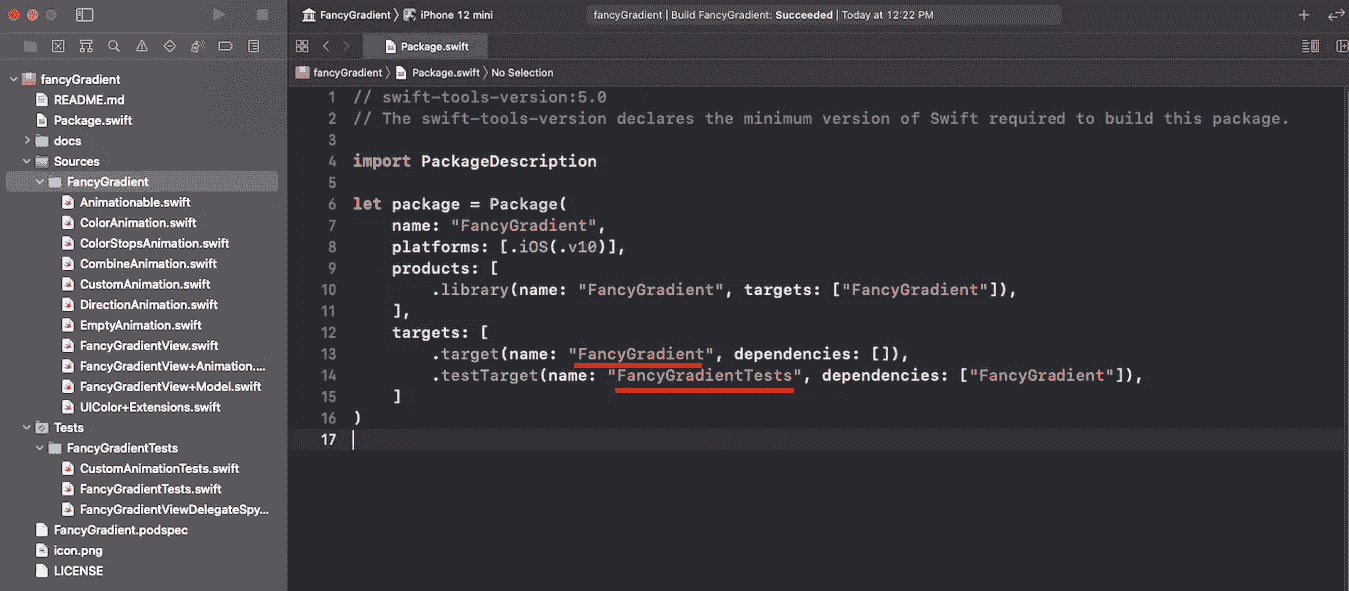 FancyGradient 〉 iPhone 12 mini
fancyGradient | Build FancyGradient: Succeeded | Today at 12:22 PM
Package.swift
fancyGradient 〉 Package.swift 〉 No Selection
fancyGradient
README.md
Package.swift
docs
Sources
FancyGradient
Animationable.swift
ColorAnimation.swift
ColorStopsAnimation.swift
CombineAnimation.swift
CustomAnimation.swift
DirectionAnimation.swift
EmptyAnimation.swift
FancyGradientView.swift
FancyGradientView+Animation....
FancyGradientView+Model.swift
UIColor+Extensions.swift
Tests
FancyGradientTests
CustomAnimationTests.swift
FancyGradientTests.swift
FancyGradientViewDelegateSpy...
FancyGradient.podspec
icon.png
LICENSE
1 // swift-tools-version:5.0
2 // The swift-tools-version declares the minimum version of Swift required to build this package.
3
4 import PackageDescription
5
6 let package = Package(
7 name: "FancyGradient",
8 platforms: [.iOS(.v10)],
9 products: [
10 .library(name: "FancyGradient", targets: ["FancyGradient"]),
11 ],
12 targets: [
13 .target(name: "FancyGradient", dependencies: []),
14 .testTarget(name: "FancyGradientTests", dependencies: ["FancyGradient"]),
15 ]
16 )
17